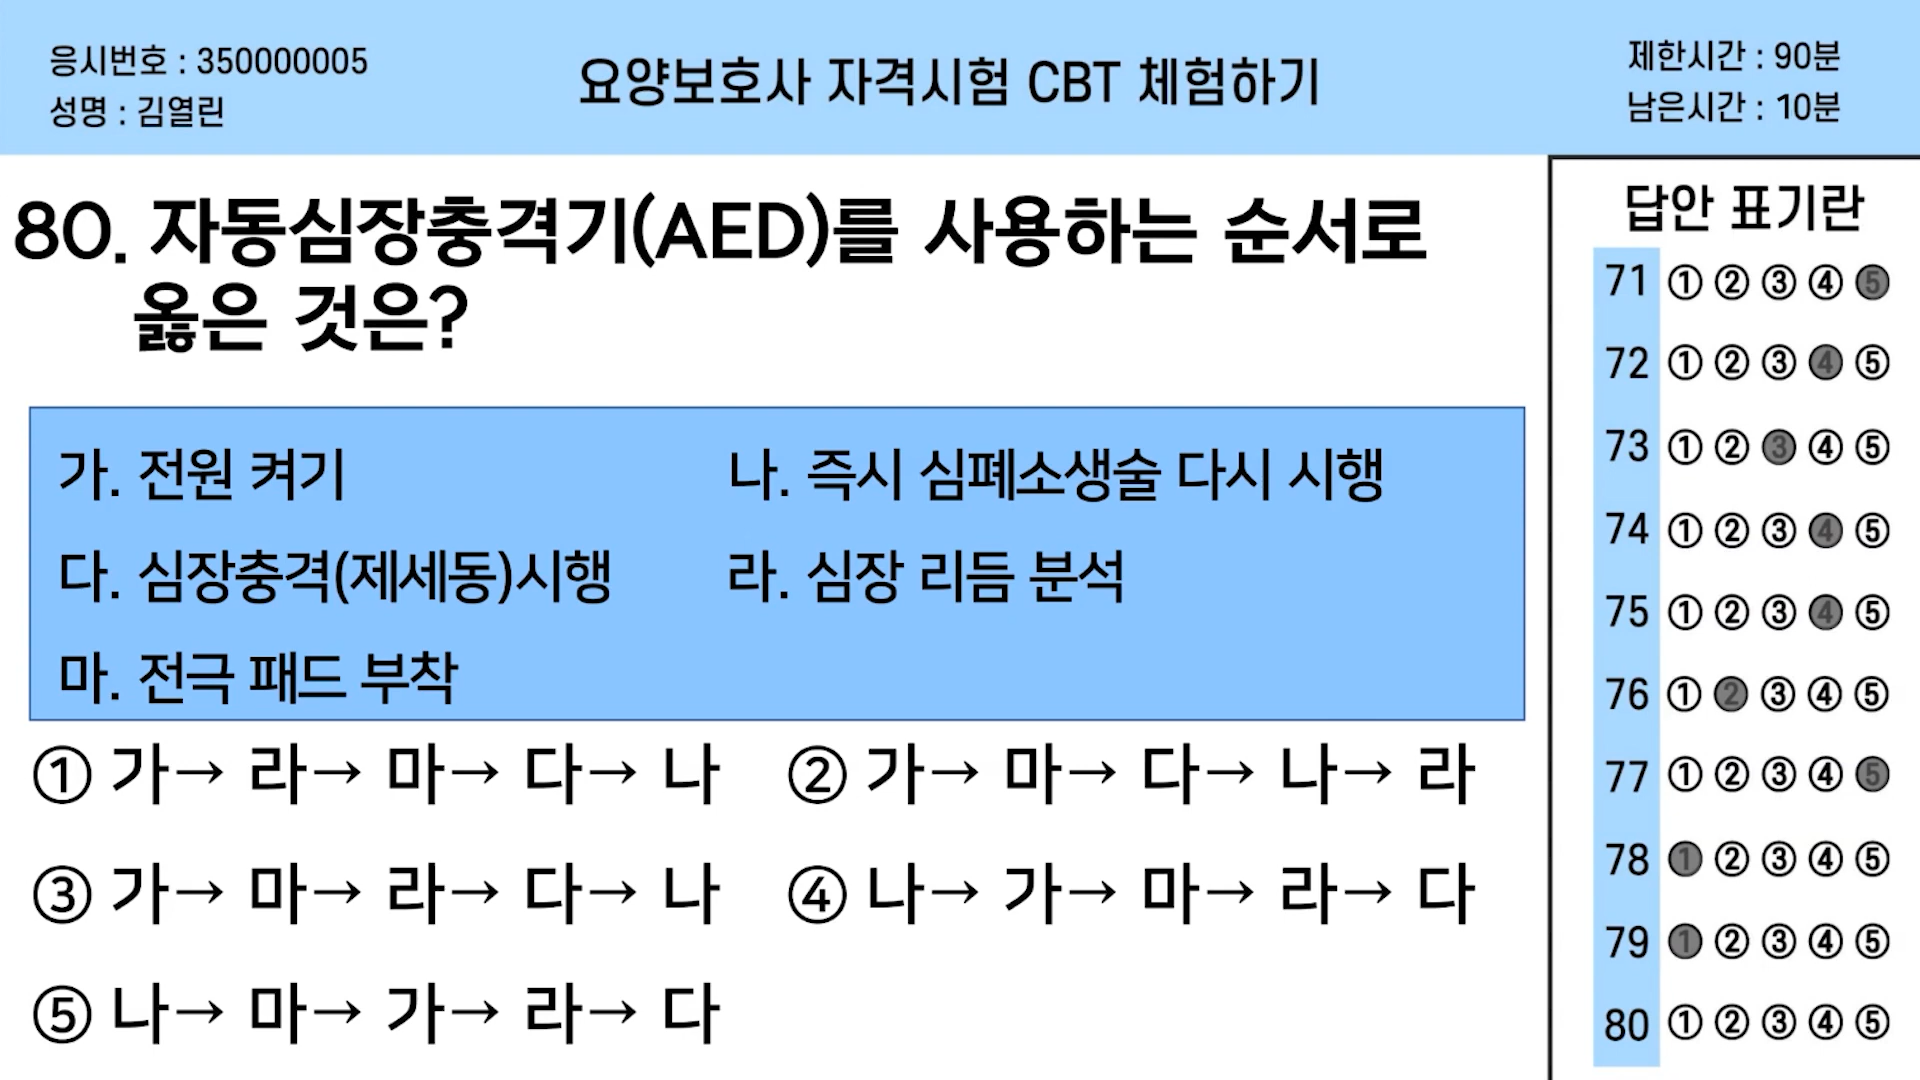 응시번호 : 350000005
성명 : 김열린
요양보호사 자격시험 CBT 체험하기
제한시간 : 90분
남은시간 : 10분
80. 자동심장충격기(AED)를 사용하는 순서로
옳은 것은?
가. 전원 켜기 나. 즉시 심폐소생술 다시 시행
다. 심장충격(제세동)시행 라. 심장 리듬 분석
마. 전극 패드 부착
① 가→ 라→ 마→ 다→ 나 ② 가→ 마→ 다→ 나→ 라
③ 가→ 마→ 라→ 다→ 나 ④ 나→ 가→ 마→ 라→ 다
⑤ 나→ 마→ 가→ 라→ 다
답안 표기란
71 ① ② ③ ④ ⑤
72 ① ② ③ ④ ⑤
73 ① ② ③ ④ ⑤
74 ① ② ③ ④ ⑤
75 ① ② ③ ④ ⑤
76 ① ② ③ ④ ⑤
77 ① ② ③ ④ ⑤
78 ① ② ③ ④ ⑤
79 ① ② ③ ④ ⑤
80 ① ② ③ ④ ⑤